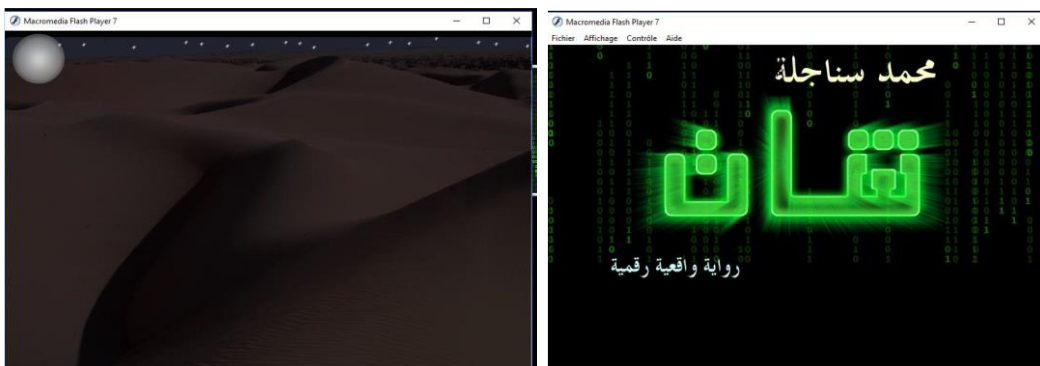 Macromedia Flash Player 7
Macromedia Flash Player 7
Fichier Affichage Contrôle Aide
محمد سناجلة
شات
رواية واقعية رقمية